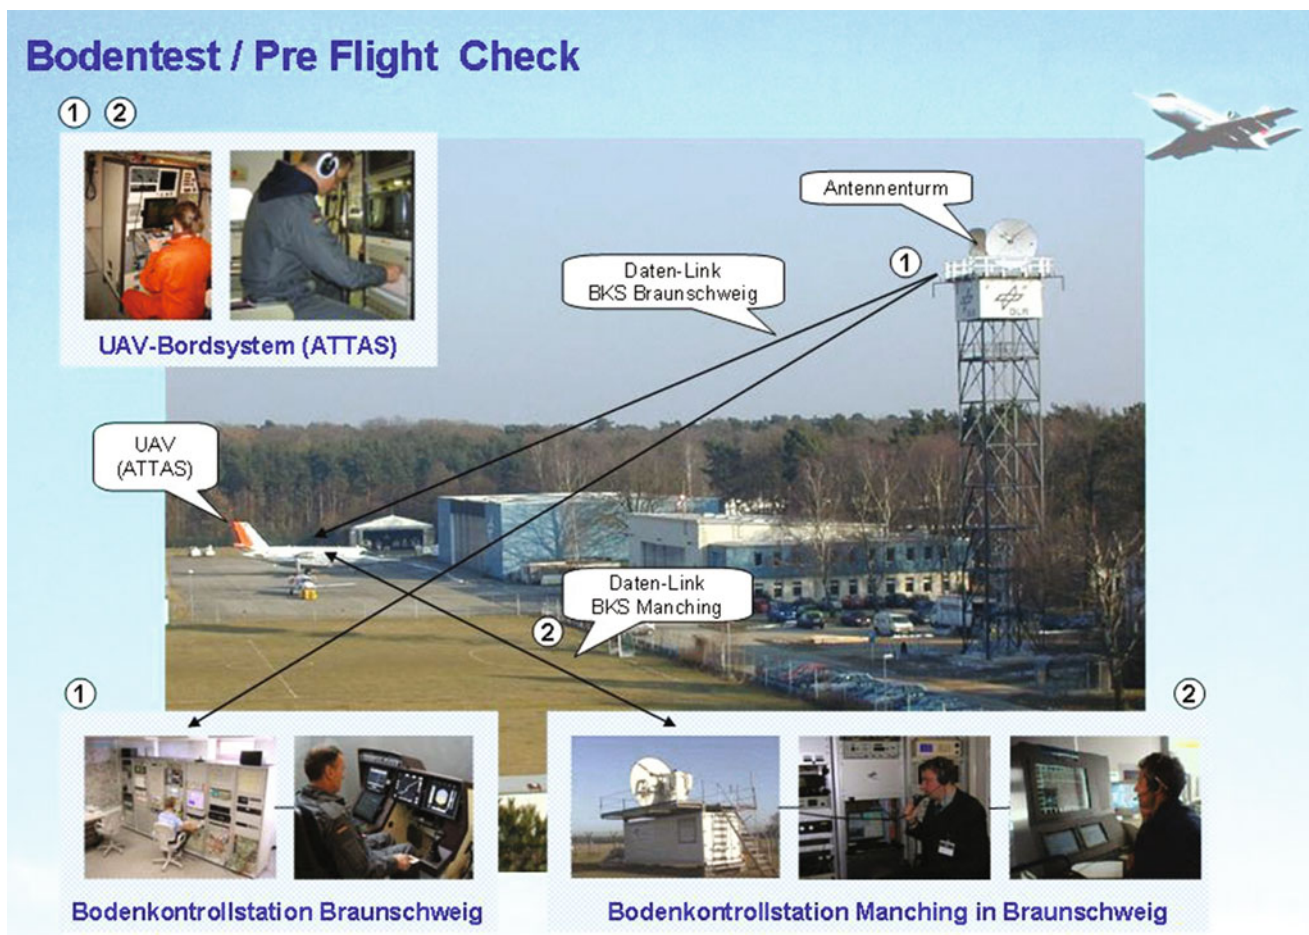 Bodentest / Pre Flight Check
1 2
UAV-Bordsystem (ATTAS)
Antennenturm
1
Daten-Link
BKS Braunschweig
DLR
UAV
(ATTAS)
Daten-Link
BKS Manching
2
1
2
Bodenkontrollstation Braunschweig
Bodenkontrollstation Manching in Braunschweig